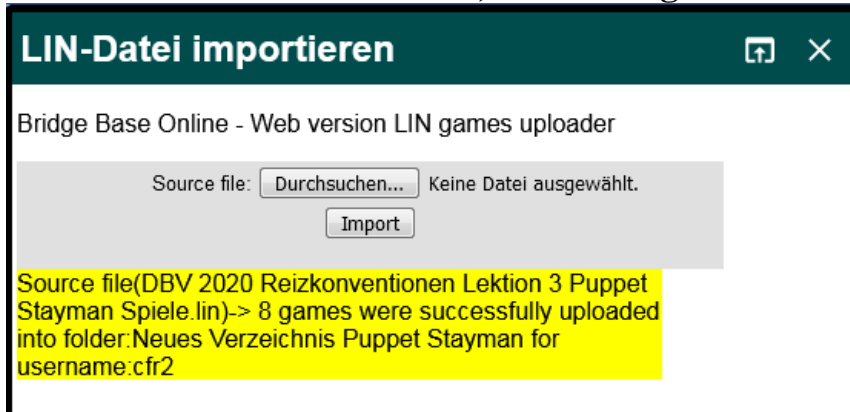 LIN-Datei importieren
Bridge Base Online - Web version LIN games uploader
Source file: Durchsuchen... Keine Datei ausgewählt.
Import
Source file(DBV 2020 Reizkonventionen Lektion 3 Puppet
Stayman Spiele.lin)-> 8 games were successfully uploaded
into folder:Neues Verzeichnis Puppet Stayman for
username:cfr2